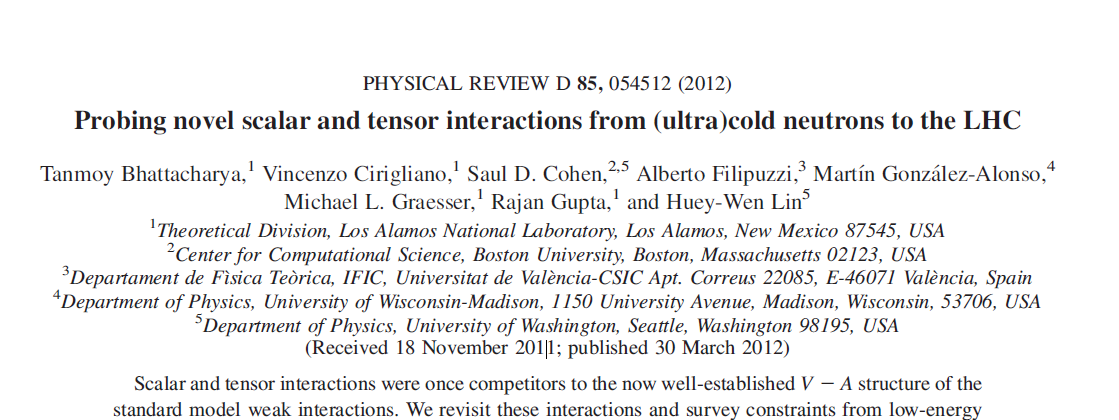 PHYSICAL REVIEW D 85, 054512 (2012)
Probing novel scalar and tensor interactions from (ultra)cold neutrons to the LHC
Tanmoy Bhattacharya,1 Vincenzo Cirigliano,1 Saul D. Cohen,2,5 Alberto Filipuzzi,3 Martín González-Alonso,4
Michael L. Graesser,1 Rajan Gupta,1 and Huey-Wen Lin5
1Theoretical Division, Los Alamos National Laboratory, Los Alamos, New Mexico 87545, USA
2Center for Computational Science, Boston University, Boston, Massachusetts 02123, USA
3Departament de Fìsica Teòrica, IFIC, Universitat de València-CSIC Apt. Correus 22085, E-46071 València, Spain
4Department of Physics, University of Wisconsin-Madison, 1150 University Avenue, Madison, Wisconsin, 53706, USA
5Department of Physics, University of Washington, Seattle, Washington 98195, USA
(Received 18 November 2011; published 30 March 2012)
Scalar and tensor interactions were once competitors to the now well-established V − A structure of the
standard model weak interactions. We revisit these interactions and survey constraints from low-energy